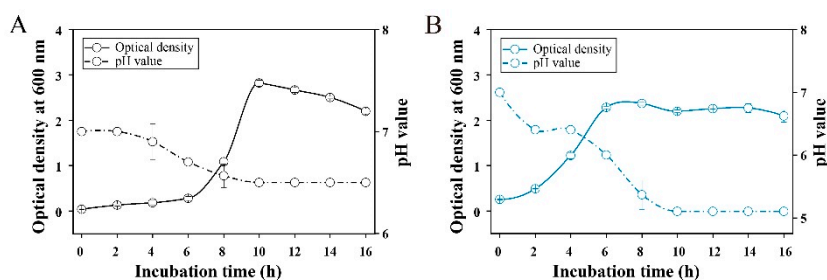 A
Optical density
pH value
Optical density at 600 nm
4
3
2
1
0
8
7
6
pH value
0 2 4 6 8 10 12 14 16
Incubation time (h)
B
Optical density
pH value
Optical density at 600 nm
4
3
2
1
0
8
7
6
5
pH value
0 2 4 6 8 10 12 14 16
Incubation time (h)